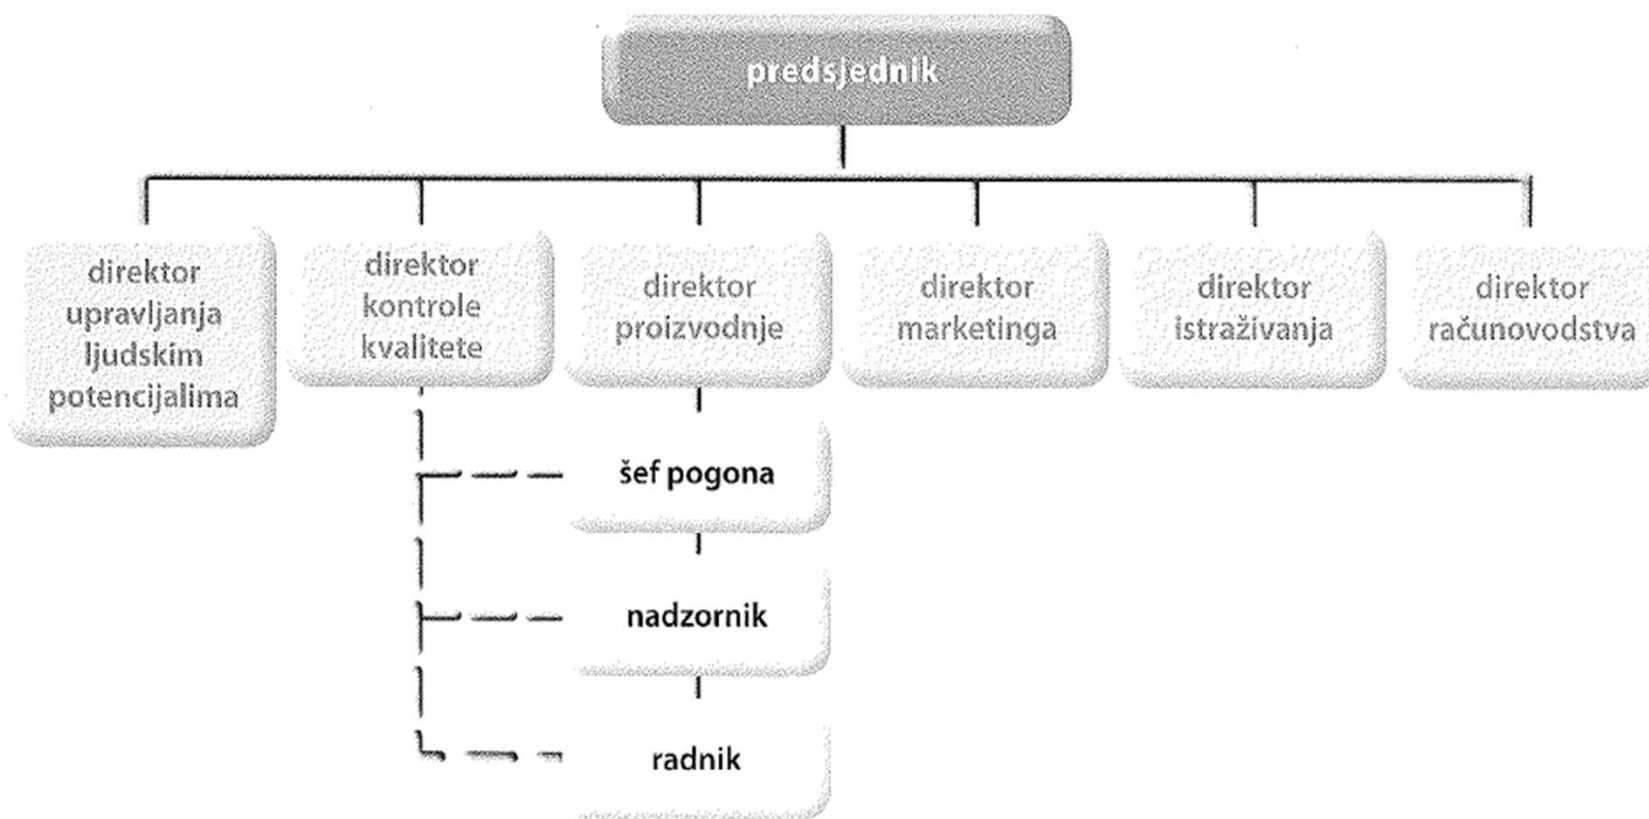 predsjednik
direktor
upravljanja
ljudskim
potencijalima
direktor
kontrole
kvalitete
direktor
proizvodnje
direktor
marketinga
direktor
istraživanja
direktor
računovodstva
šef pogona
nadzornik
radnik